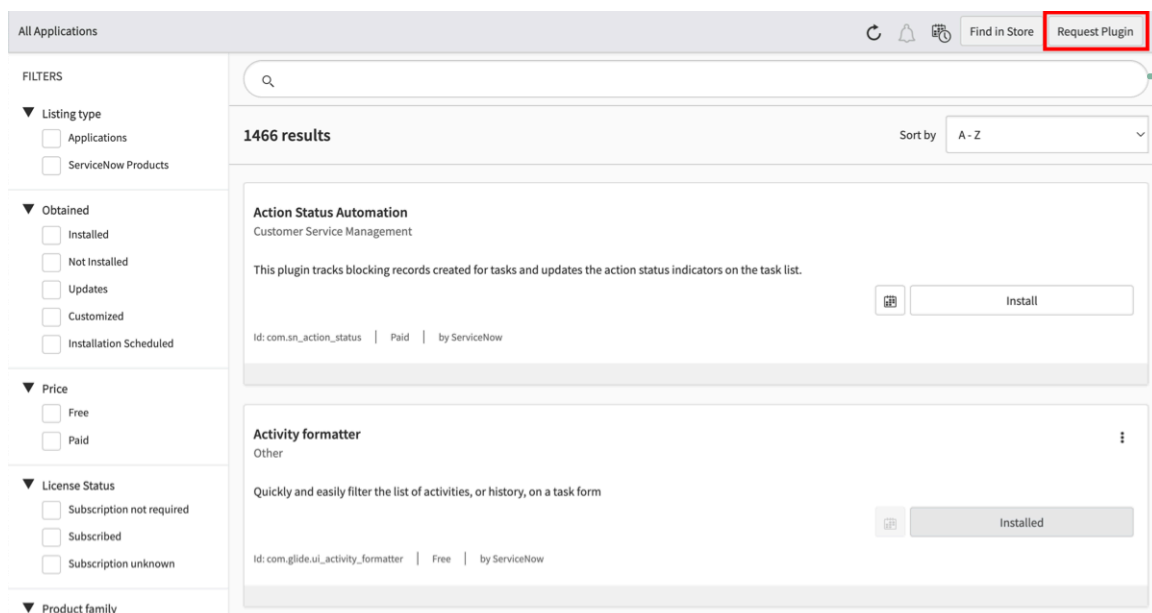 All Applications
Find in Store
Request Plugin
FILTERS
Listing type
Applications
ServiceNow Products
Obtained
Installed
Not Installed
Updates
Customized
Installation Scheduled
Price
Free
Paid
License Status
Subscription not required
Subscribed
Subscription unknown
Product family
1466 results
Sort by
A - Z
Action Status Automation
Customer Service Management
This plugin tracks blocking records created for tasks and updates the action status indicators on the task list.
Install
Id: com.sn_action_status | Paid | by ServiceNow
Activity formatter
Other
Quickly and easily filter the list of activities, or history, on a task form
Installed
Id: com.glide.ui_activity_formatter | Free | by ServiceNow